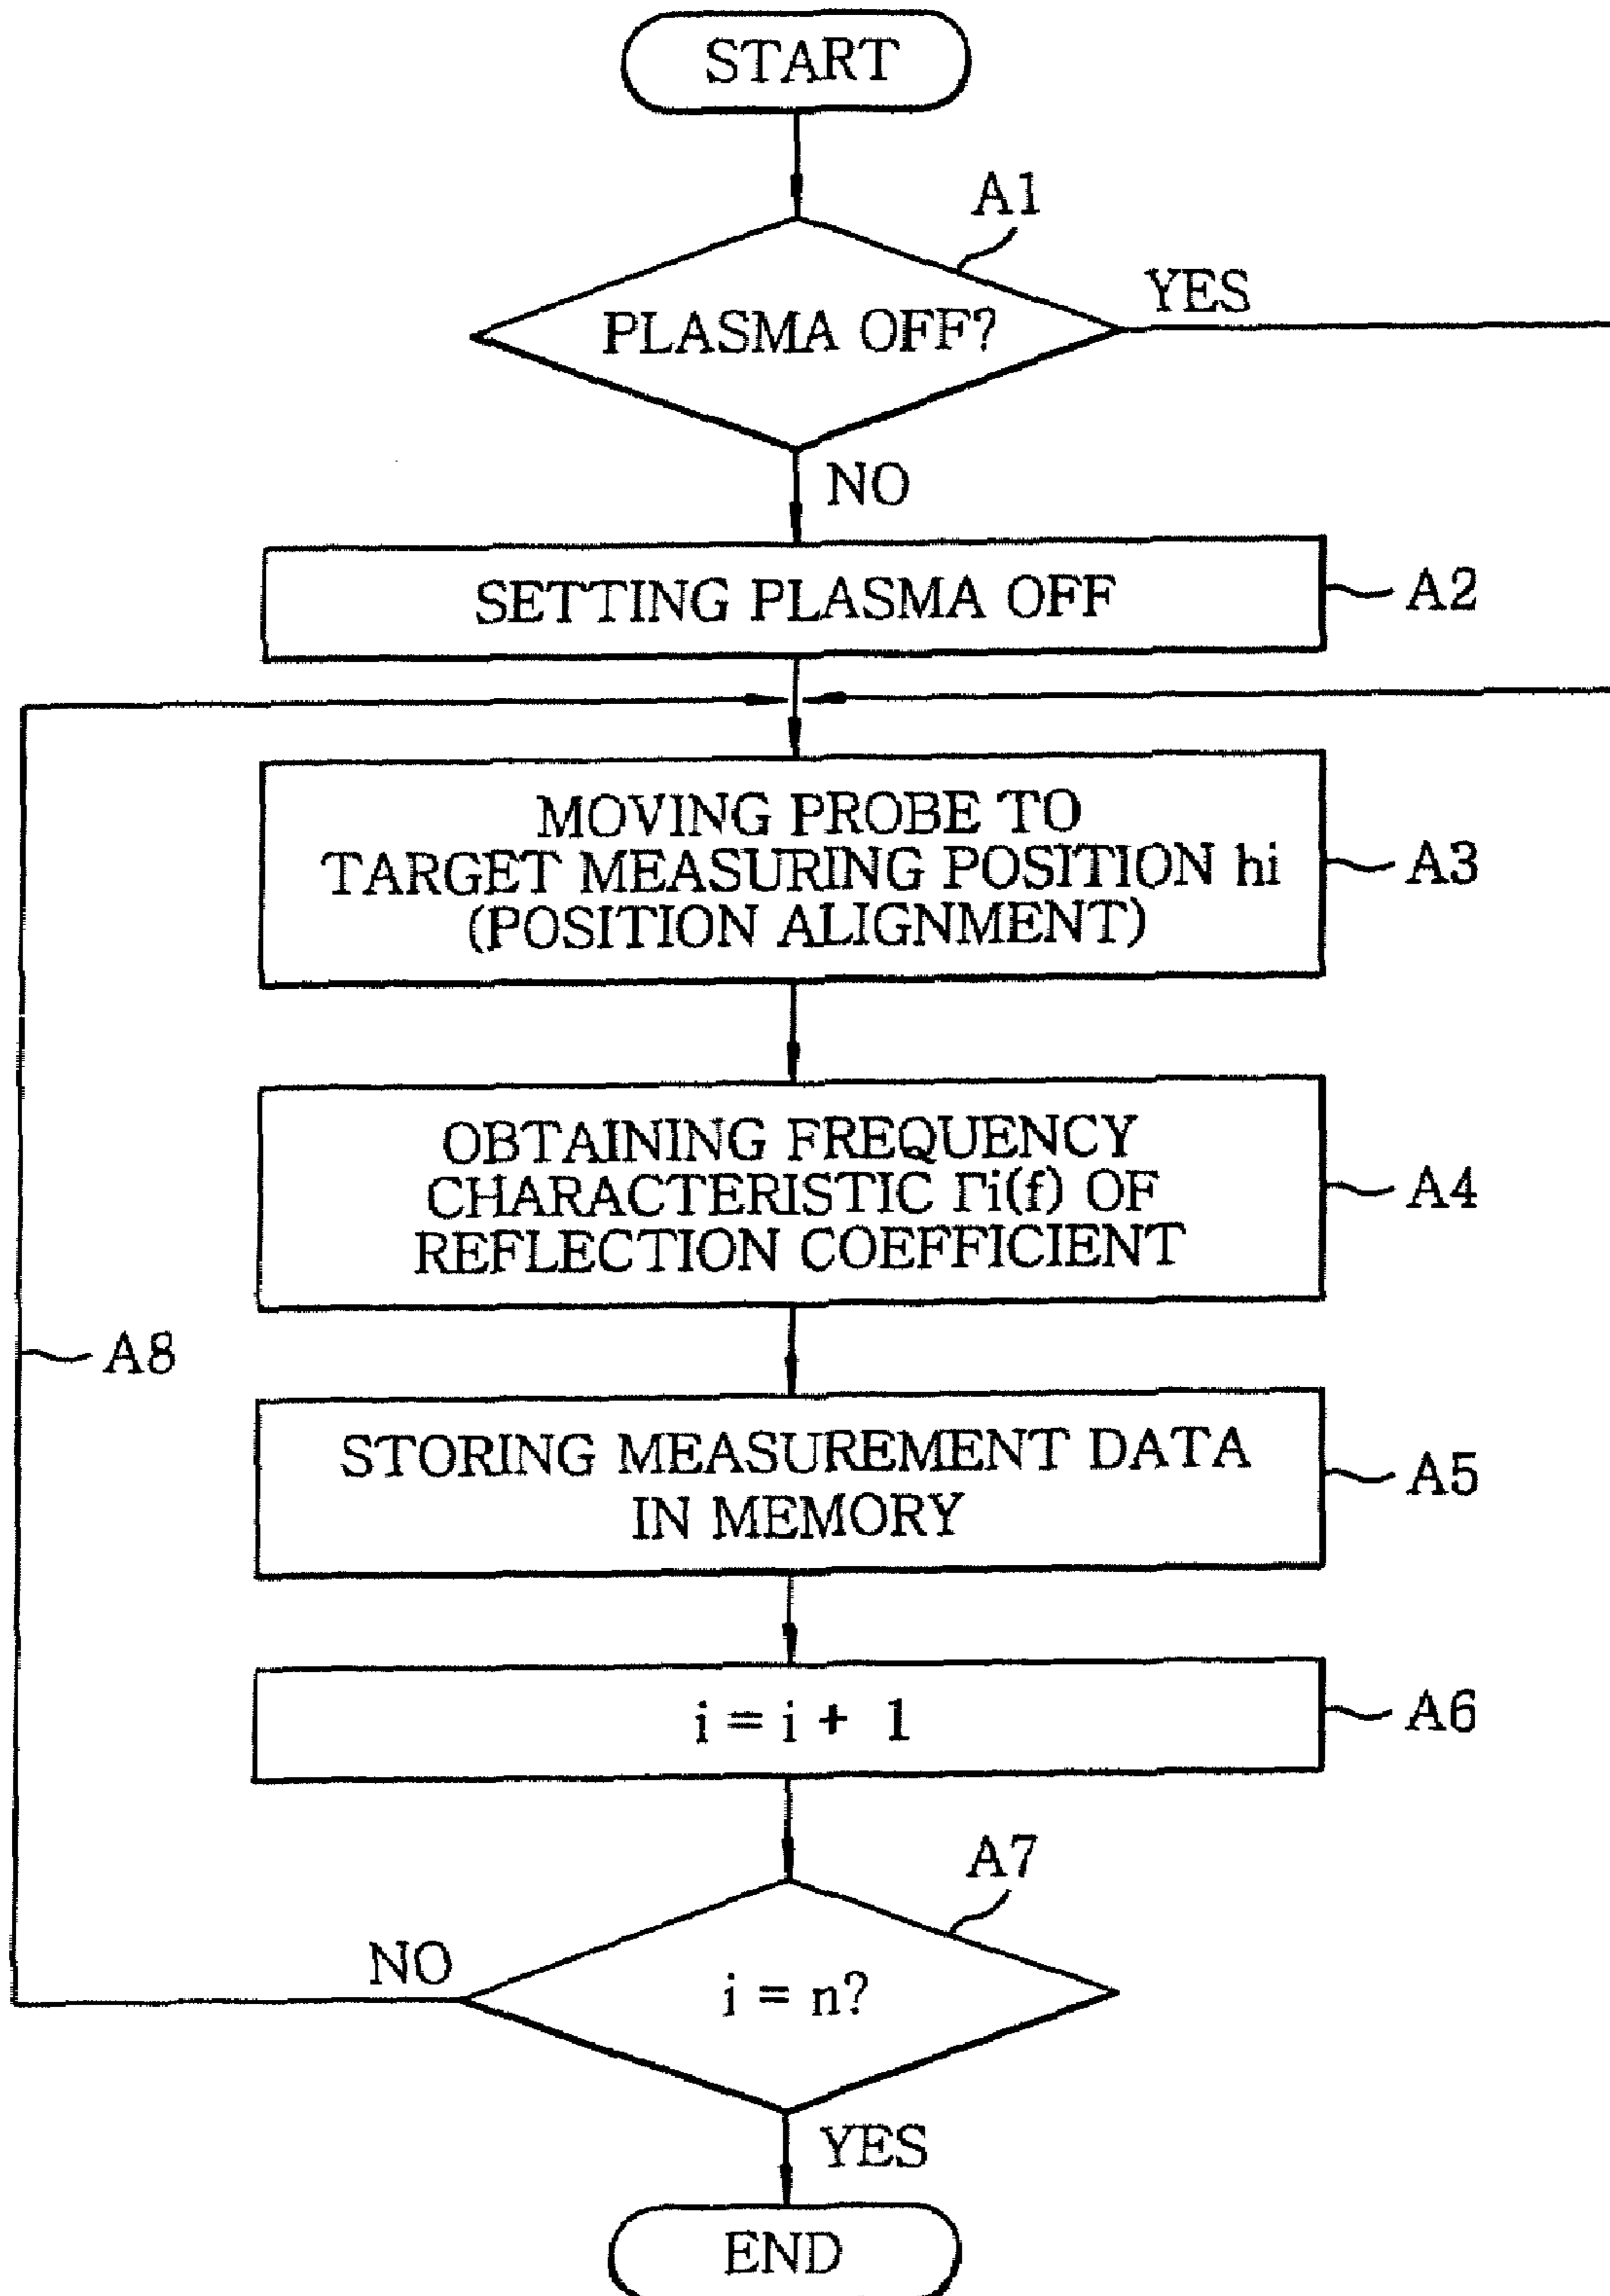 START
A1
PLASMA OFF?
YES
NO
SETTING PLASMA OFF
A2
MOVING PROBE TO
TARGET MEASURING POSITION hi
(POSITION ALIGNMENT)
A3
OBTAINING FREQUENCY
CHARACTERISTIC Γi(f) OF
REFLECTION COEFFICIENT
A4
A8
STORING MEASUREMENT DATA
IN MEMORY
A5
i = i + 1
A6
A7
NO
i = n?
YES
END